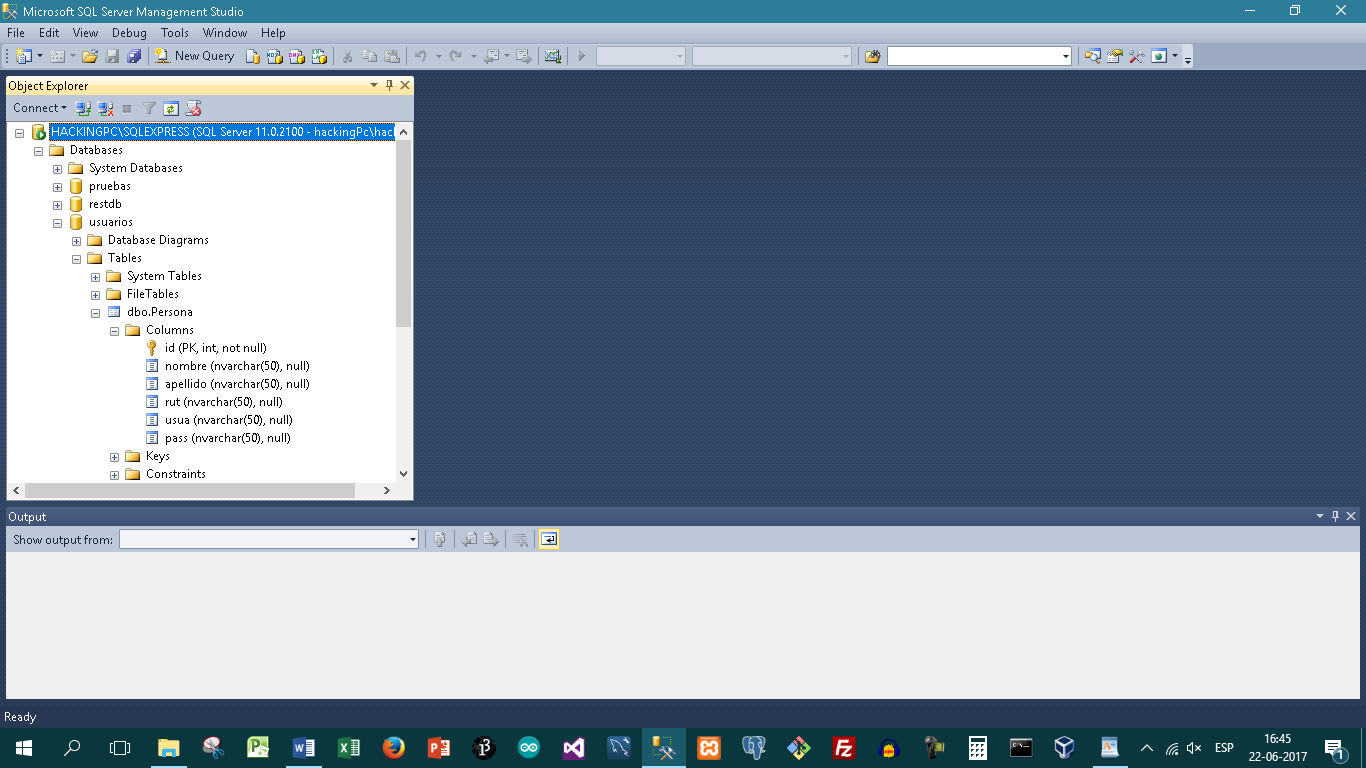 Microsoft SQL Server Management Studio
File Edit View Debug Tools Window Help
New Query
Object Explorer
Connect
HACKINGPC\SQLEXPRESS (SQL Server 11.0.2100 - hackingPc\hac
Databases
System Databases
pruebas
restdb
usuarios
Database Diagrams
Tables
System Tables
FileTables
dbo.Persona
Columns
id (PK, int, not null)
nombre (nvarchar(50), null)
apellido (nvarchar(50), null)
rut (nvarchar(50), null)
usua (nvarchar(50), null)
pass (nvarchar(50), null)
Keys
Constraints
Output
Show output from:
Ready
ESP
16:45
22-06-2017
1